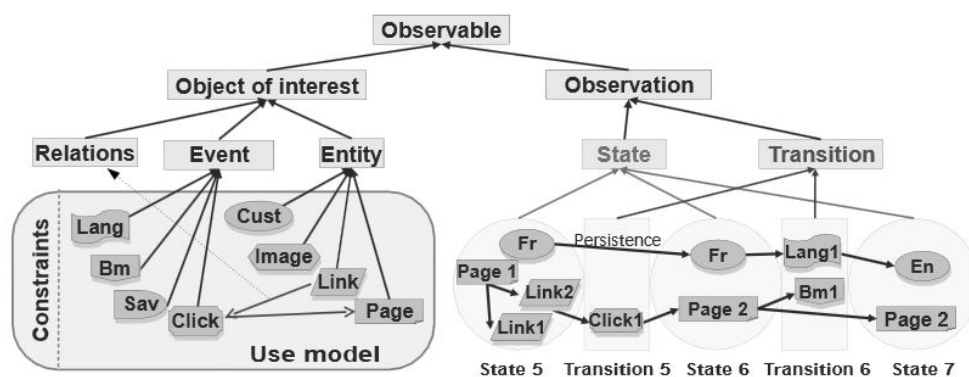 Observable
Object of interest
Observation
Relations
Event
Entity
State
Transition
Constraints
Lang
Bm
Sav
Click
Cust
Image
Link
Page
Use model
Fr
Persistence
Fr
Lang1
En
Page 1
Link2
Link1
Click1
Page 2
Bm1
Page 2
State 5
Transition 5
State 6
Transition 6
State 7